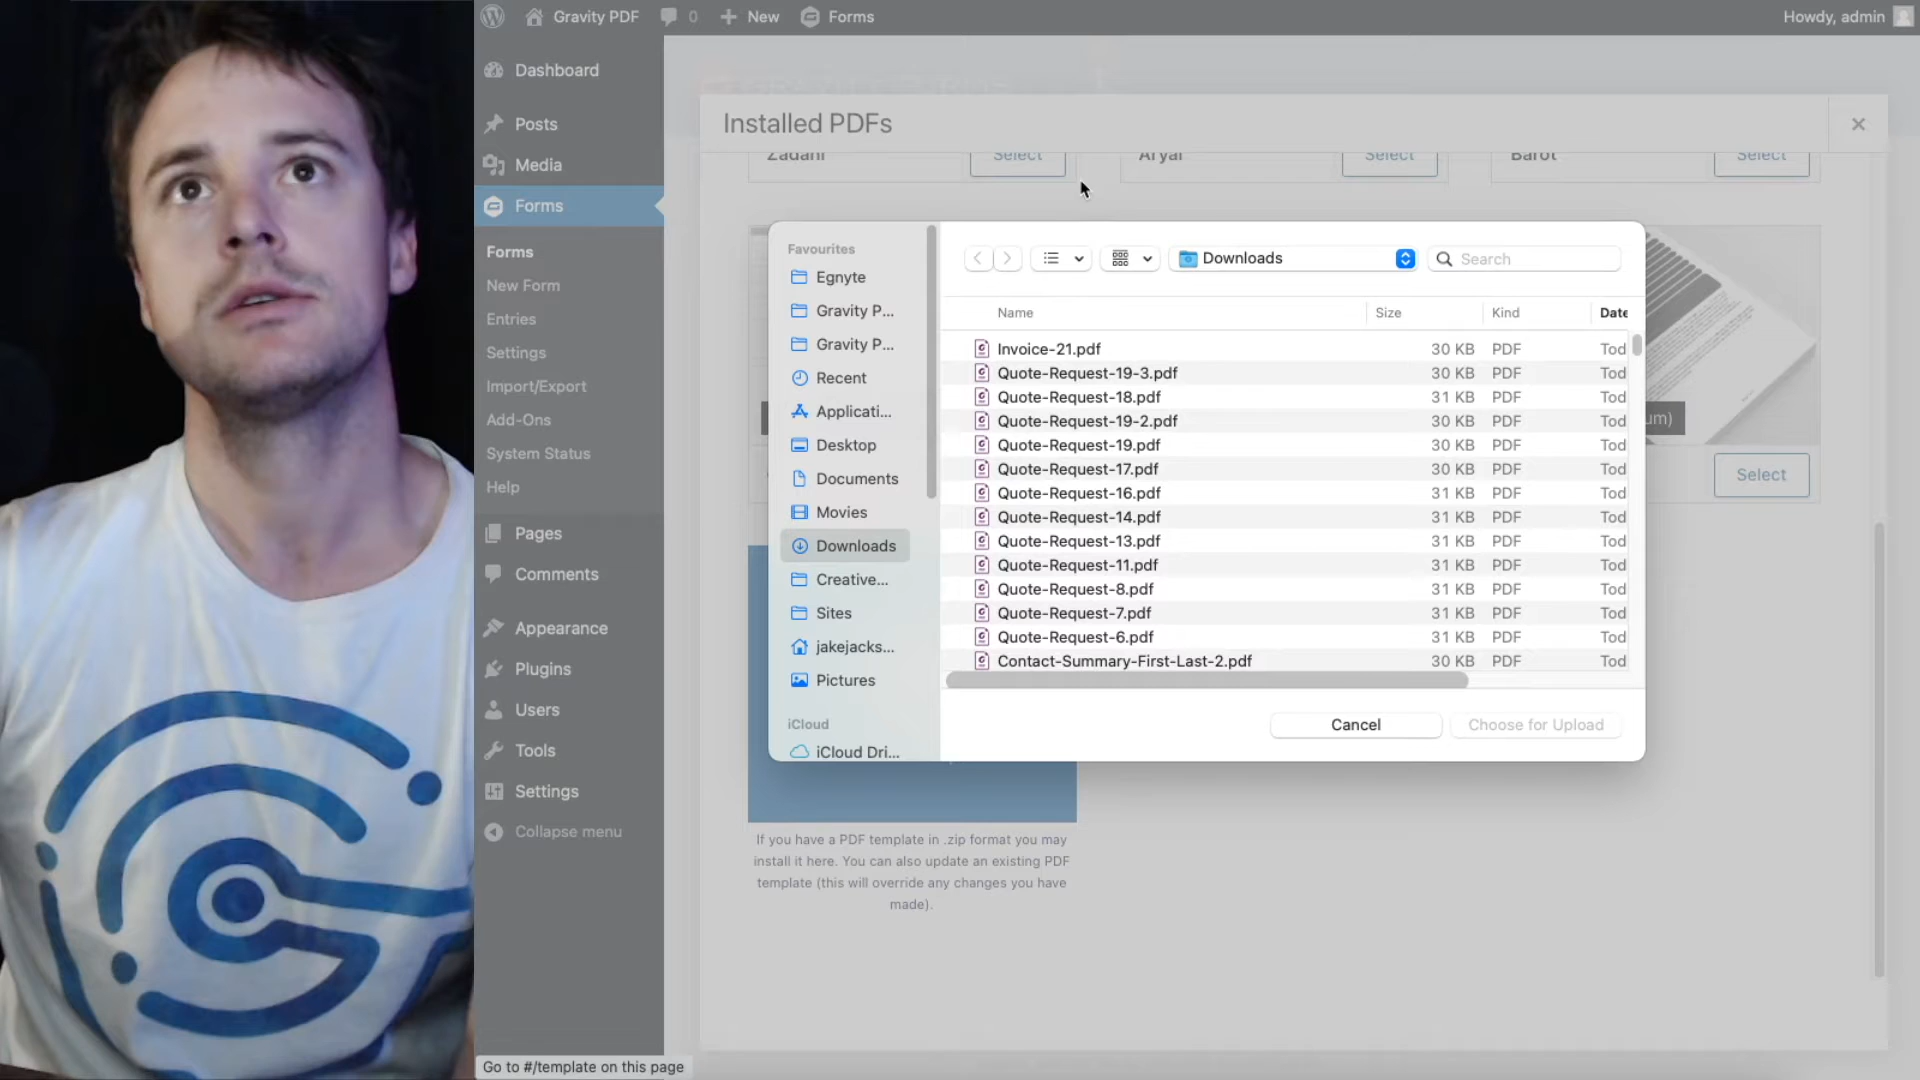 Gravity PDF
0
New
Forms
Howdy, admin
Dashboard
Posts
Media
Forms
Forms
New Form
Entries
Settings
Import/Export
Add-Ons
System Status
Help
Pages
Comments
Appearance
Plugins
Users
Tools
Settings
Collapse menu
Installed PDFs
Zadani
Select
Aryal
Select
Barot
Select
Favourites
Egnyte
Gravity P...
Gravity P...
Recent
Applicati...
Desktop
Documents
Movies
Downloads
Creative...
Sites
jakejacks...
Pictures
iCloud
iCloud Dri...
Downloads
Search
Name Size Kind Date
Invoice-21.pdf 30 KB PDF Tod
Quote-Request-19-3.pdf 30 KB PDF Tod
Quote-Request-18.pdf 31 KB PDF Tod
Quote-Request-19-2.pdf 30 KB PDF Tod
Quote-Request-19.pdf 30 KB PDF Tod
Quote-Request-17.pdf 30 KB PDF Tod
Quote-Request-16.pdf 31 KB PDF Tod
Quote-Request-14.pdf 31 KB PDF Tod
Quote-Request-13.pdf 31 KB PDF Tod
Quote-Request-11.pdf 31 KB PDF Tod
Quote-Request-8.pdf 31 KB PDF Tod
Quote-Request-7.pdf 31 KB PDF Tod
Quote-Request-6.pdf 31 KB PDF Tod
Contact-Summary-First-Last-2.pdf 30 KB PDF Tod
Cancel
Choose for Upload
um)
Select
If you have a PDF template in .zip format you may
install it here. You can also update an existing PDF
template (this will override any changes you have
made).
Go to #/template on this page